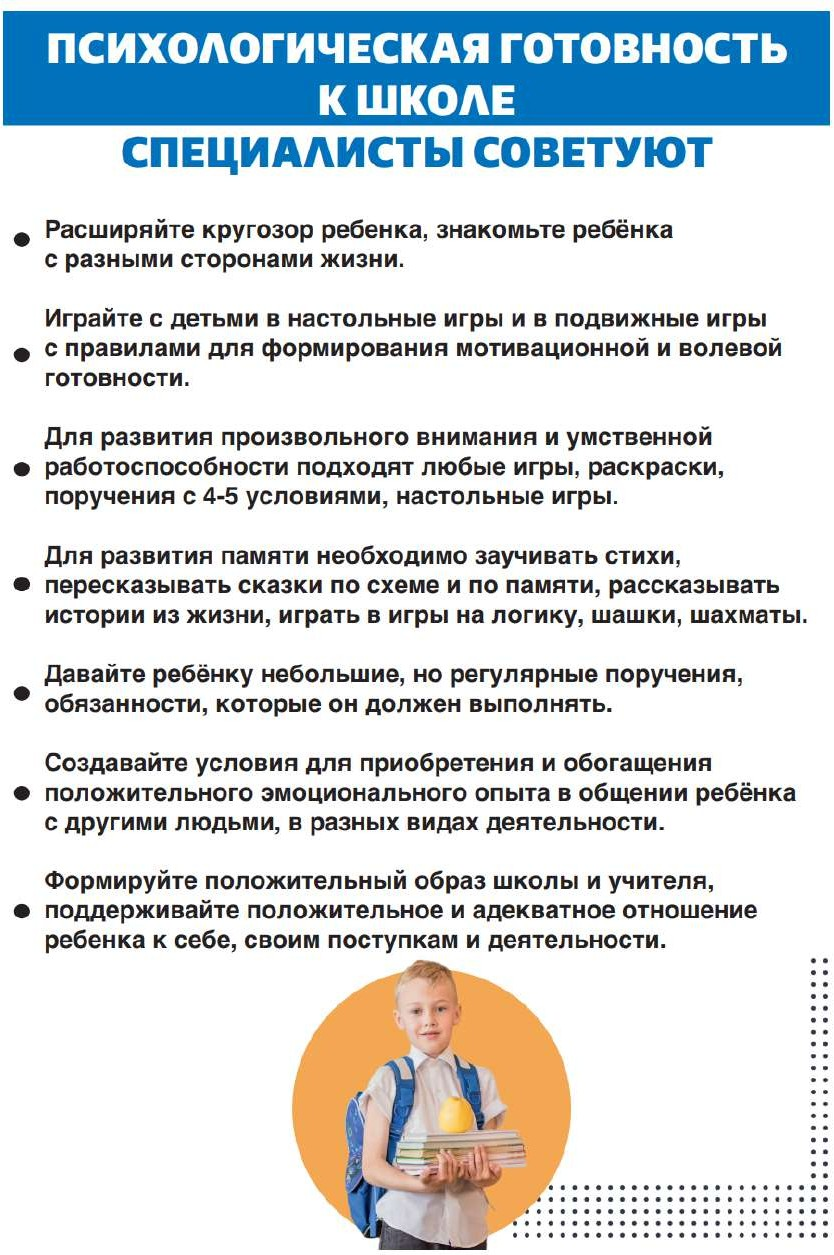 ПСИХОЛОГИЧЕСКАЯ ГОТОВНОСТЬ
К ШКОЛЕ
СПЕЦИАЛИСТЫ СОВЕТУЮТ
Расширяйте кругозор ребенка, знакомьте ребёнка
с разными сторонами жизни.
Играйте с детьми в настольные игры и в подвижные игры
с правилами для формирования мотивационной и волевой
готовности.
Для развития произвольного внимания и умственной
работоспособности подходят любые игры, раскраски,
поручения с 4-5 условиями, настольные игры.
Для развития памяти необходимо заучивать стихи,
пересказывать сказки по схеме и по памяти, рассказывать
истории из жизни, играть в игры на логику, шашки, шахматы.
Давайте ребёнку небольшие, но регулярные поручения,
обязанности, которые он должен выполнять.
Создавайте условия для приобретения и обогащения
положительного эмоционального опыта в общении ребёнка
с другими людьми, в разных видах деятельности.
Формируйте положительный образ школы и учителя,
поддерживайте положительное и адекватное отношение
ребенка к себе, своим поступкам и деятельности.